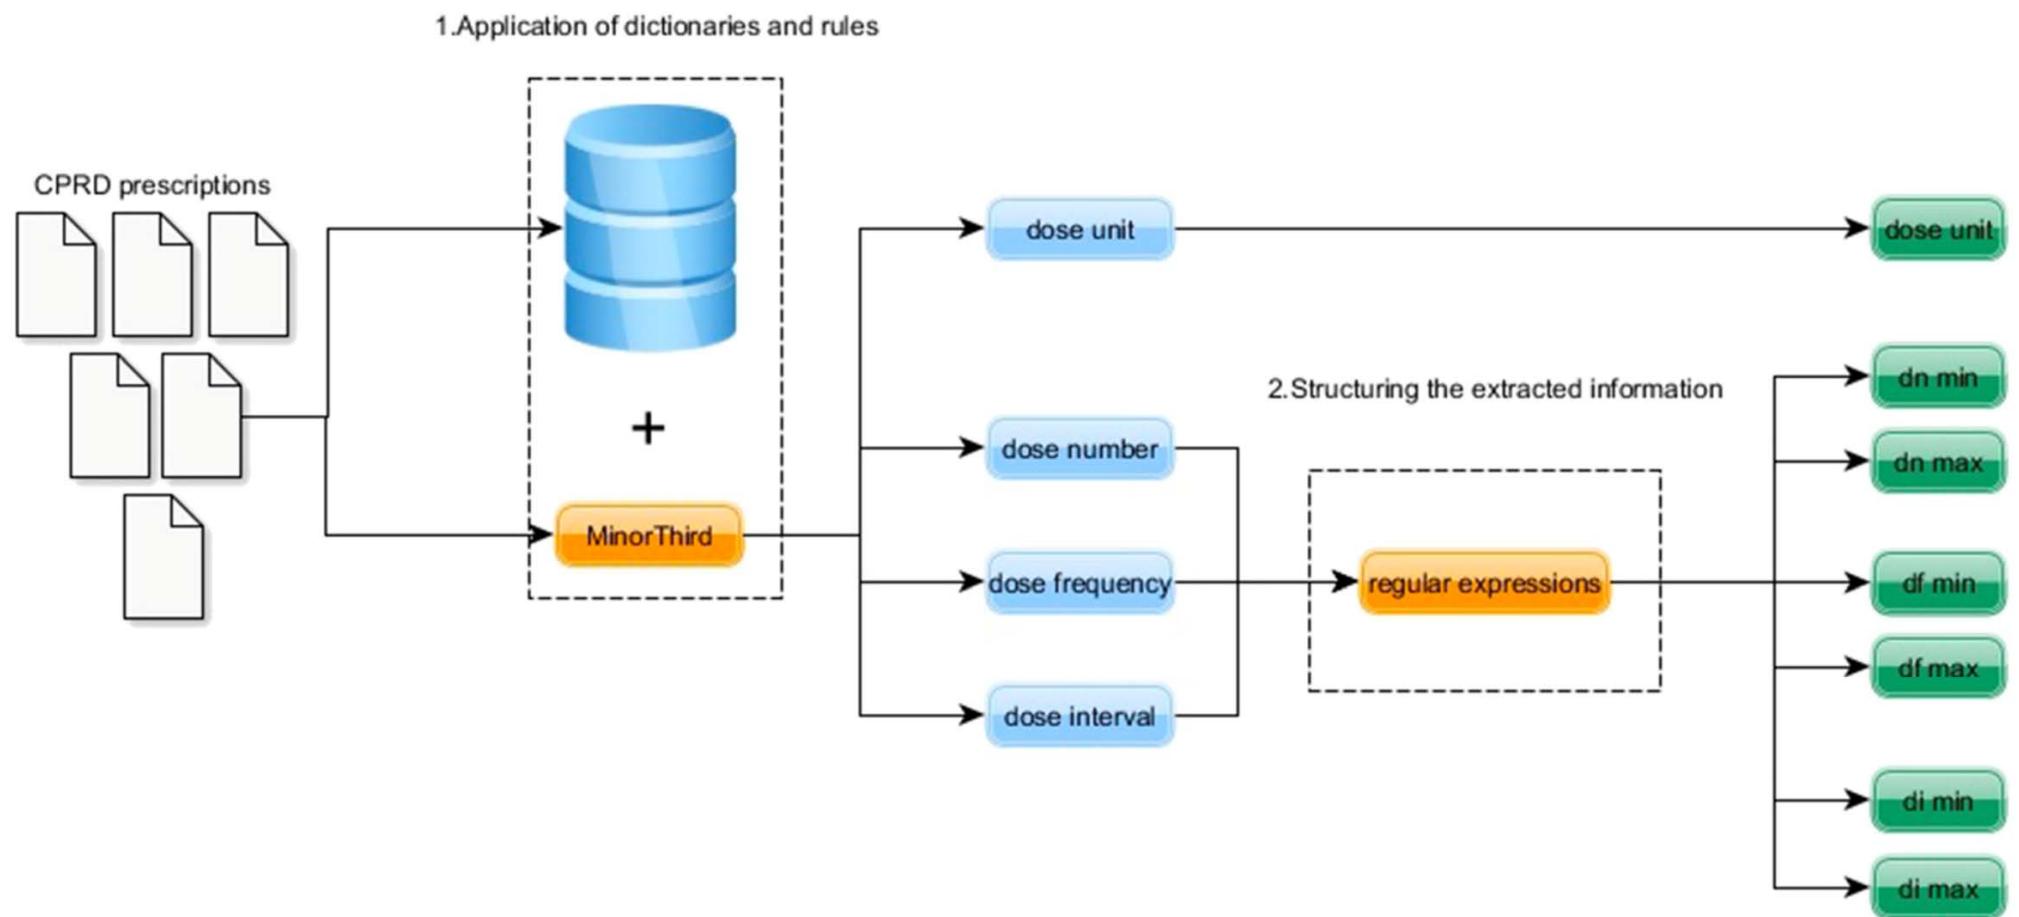 1.Application of dictionaries and rules
CPRD prescriptions
+
MinorThird
dose unit
dose number
dose frequency
dose interval
2.Structuring the extracted information
regular expressions
dose unit
dn min
dn max
df min
df max
di min
di max